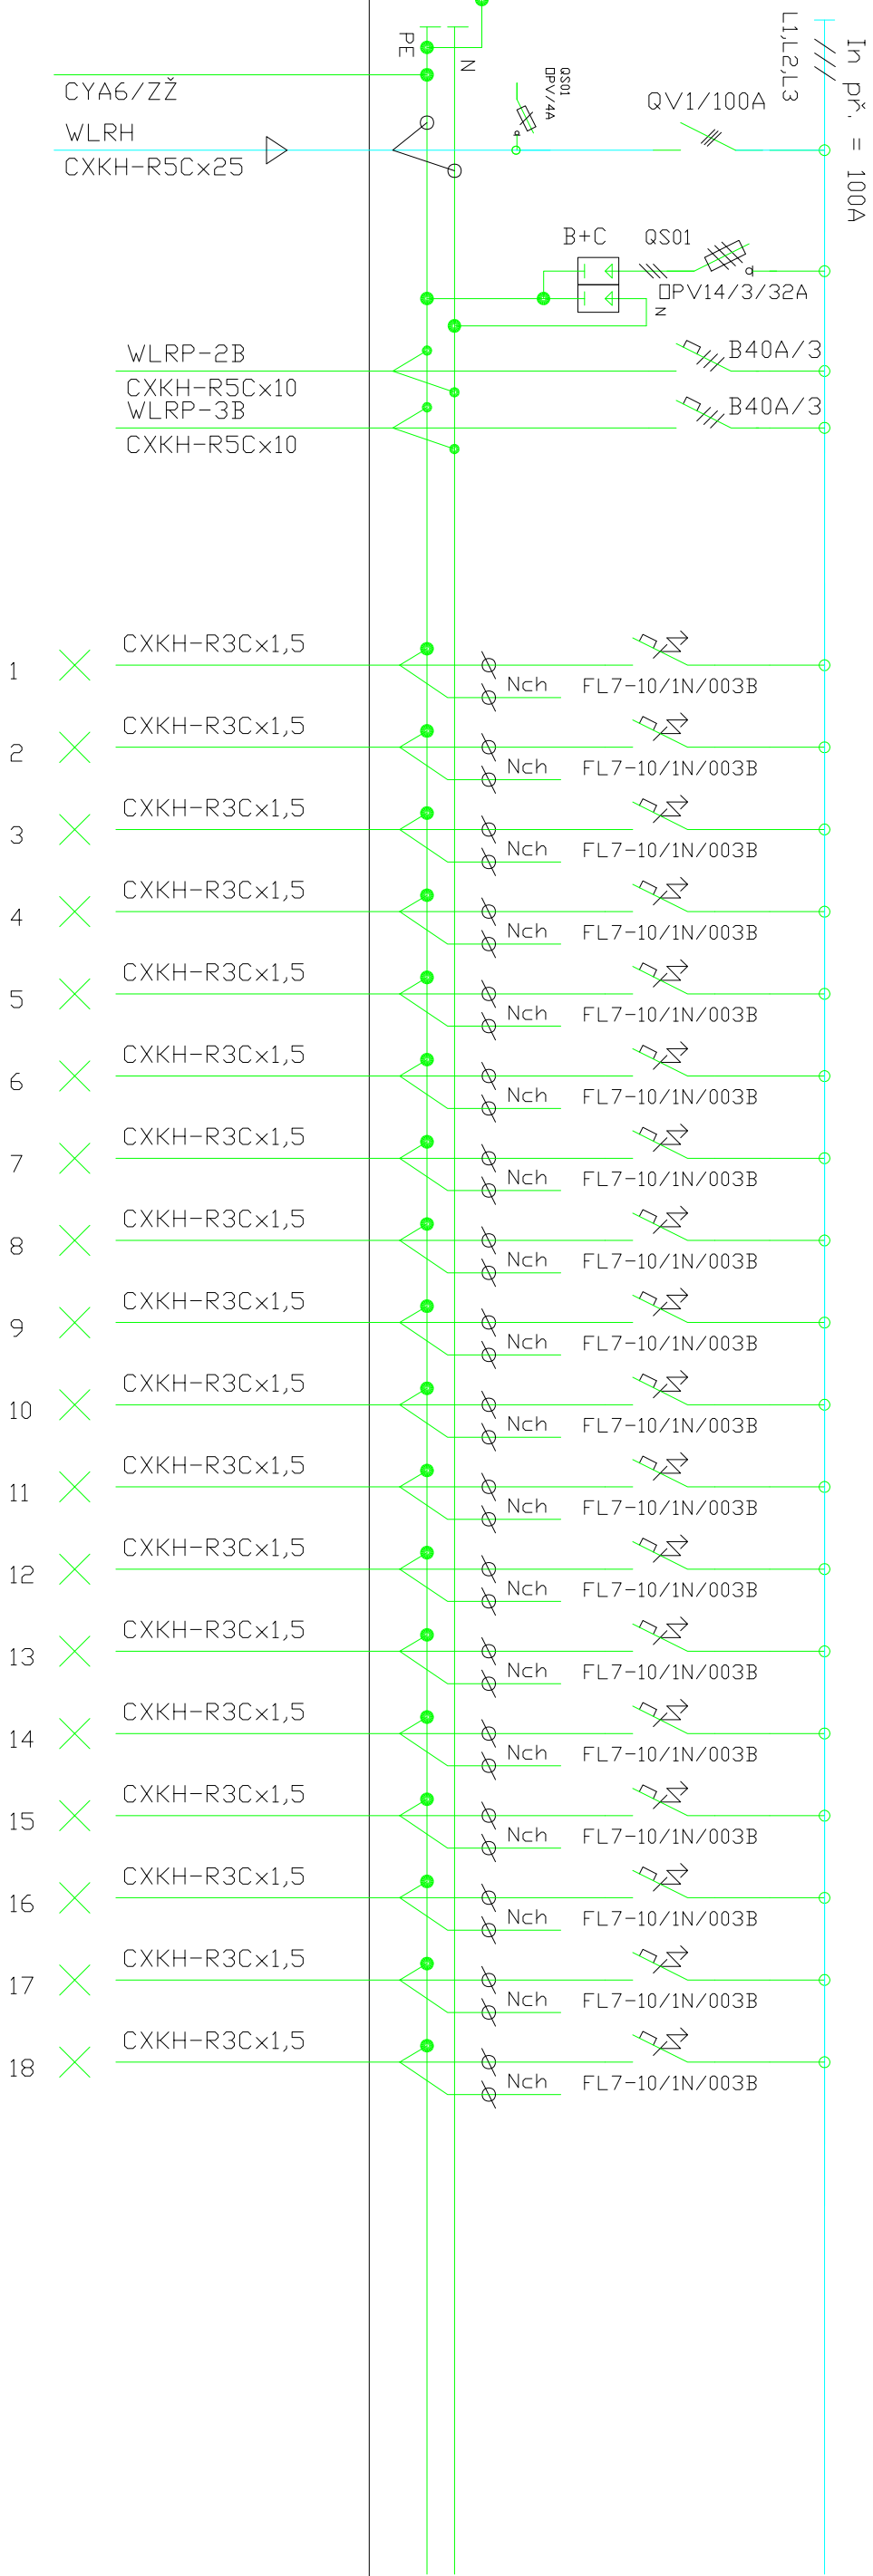 In př. = 100A
L1,L2,L3
PE
N
CYA6/ZŽ
WLRH
CXKH-R5Cx25
QS01
OPV/4A
QV1/100A
B+C
QS01
OPV14/3/32A
N
WLRP-2B
CXKH-R5Cx10
B40A/3
WLRP-3B
CXKH-R5Cx10
B40A/3
1
CXKH-R3Cx1,5
Nch
FL7-10/1N/003B
2
CXKH-R3Cx1,5
Nch
FL7-10/1N/003B
3
CXKH-R3Cx1,5
Nch
FL7-10/1N/003B
4
CXKH-R3Cx1,5
Nch
FL7-10/1N/003B
5
CXKH-R3Cx1,5
Nch
FL7-10/1N/003B
6
CXKH-R3Cx1,5
Nch
FL7-10/1N/003B
7
CXKH-R3Cx1,5
Nch
FL7-10/1N/003B
8
CXKH-R3Cx1,5
Nch
FL7-10/1N/003B
9
CXKH-R3Cx1,5
Nch
FL7-10/1N/003B
10
CXKH-R3Cx1,5
Nch
FL7-10/1N/003B
11
CXKH-R3Cx1,5
Nch
FL7-10/1N/003B
12
CXKH-R3Cx1,5
Nch
FL7-10/1N/003B
13
CXKH-R3Cx1,5
Nch
FL7-10/1N/003B
14
CXKH-R3Cx1,5
Nch
FL7-10/1N/003B
15
CXKH-R3Cx1,5
Nch
FL7-10/1N/003B
16
CXKH-R3Cx1,5
Nch
FL7-10/1N/003B
17
CXKH-R3Cx1,5
Nch
FL7-10/1N/003B
18
CXKH-R3Cx1,5
Nch
FL7-10/1N/003B